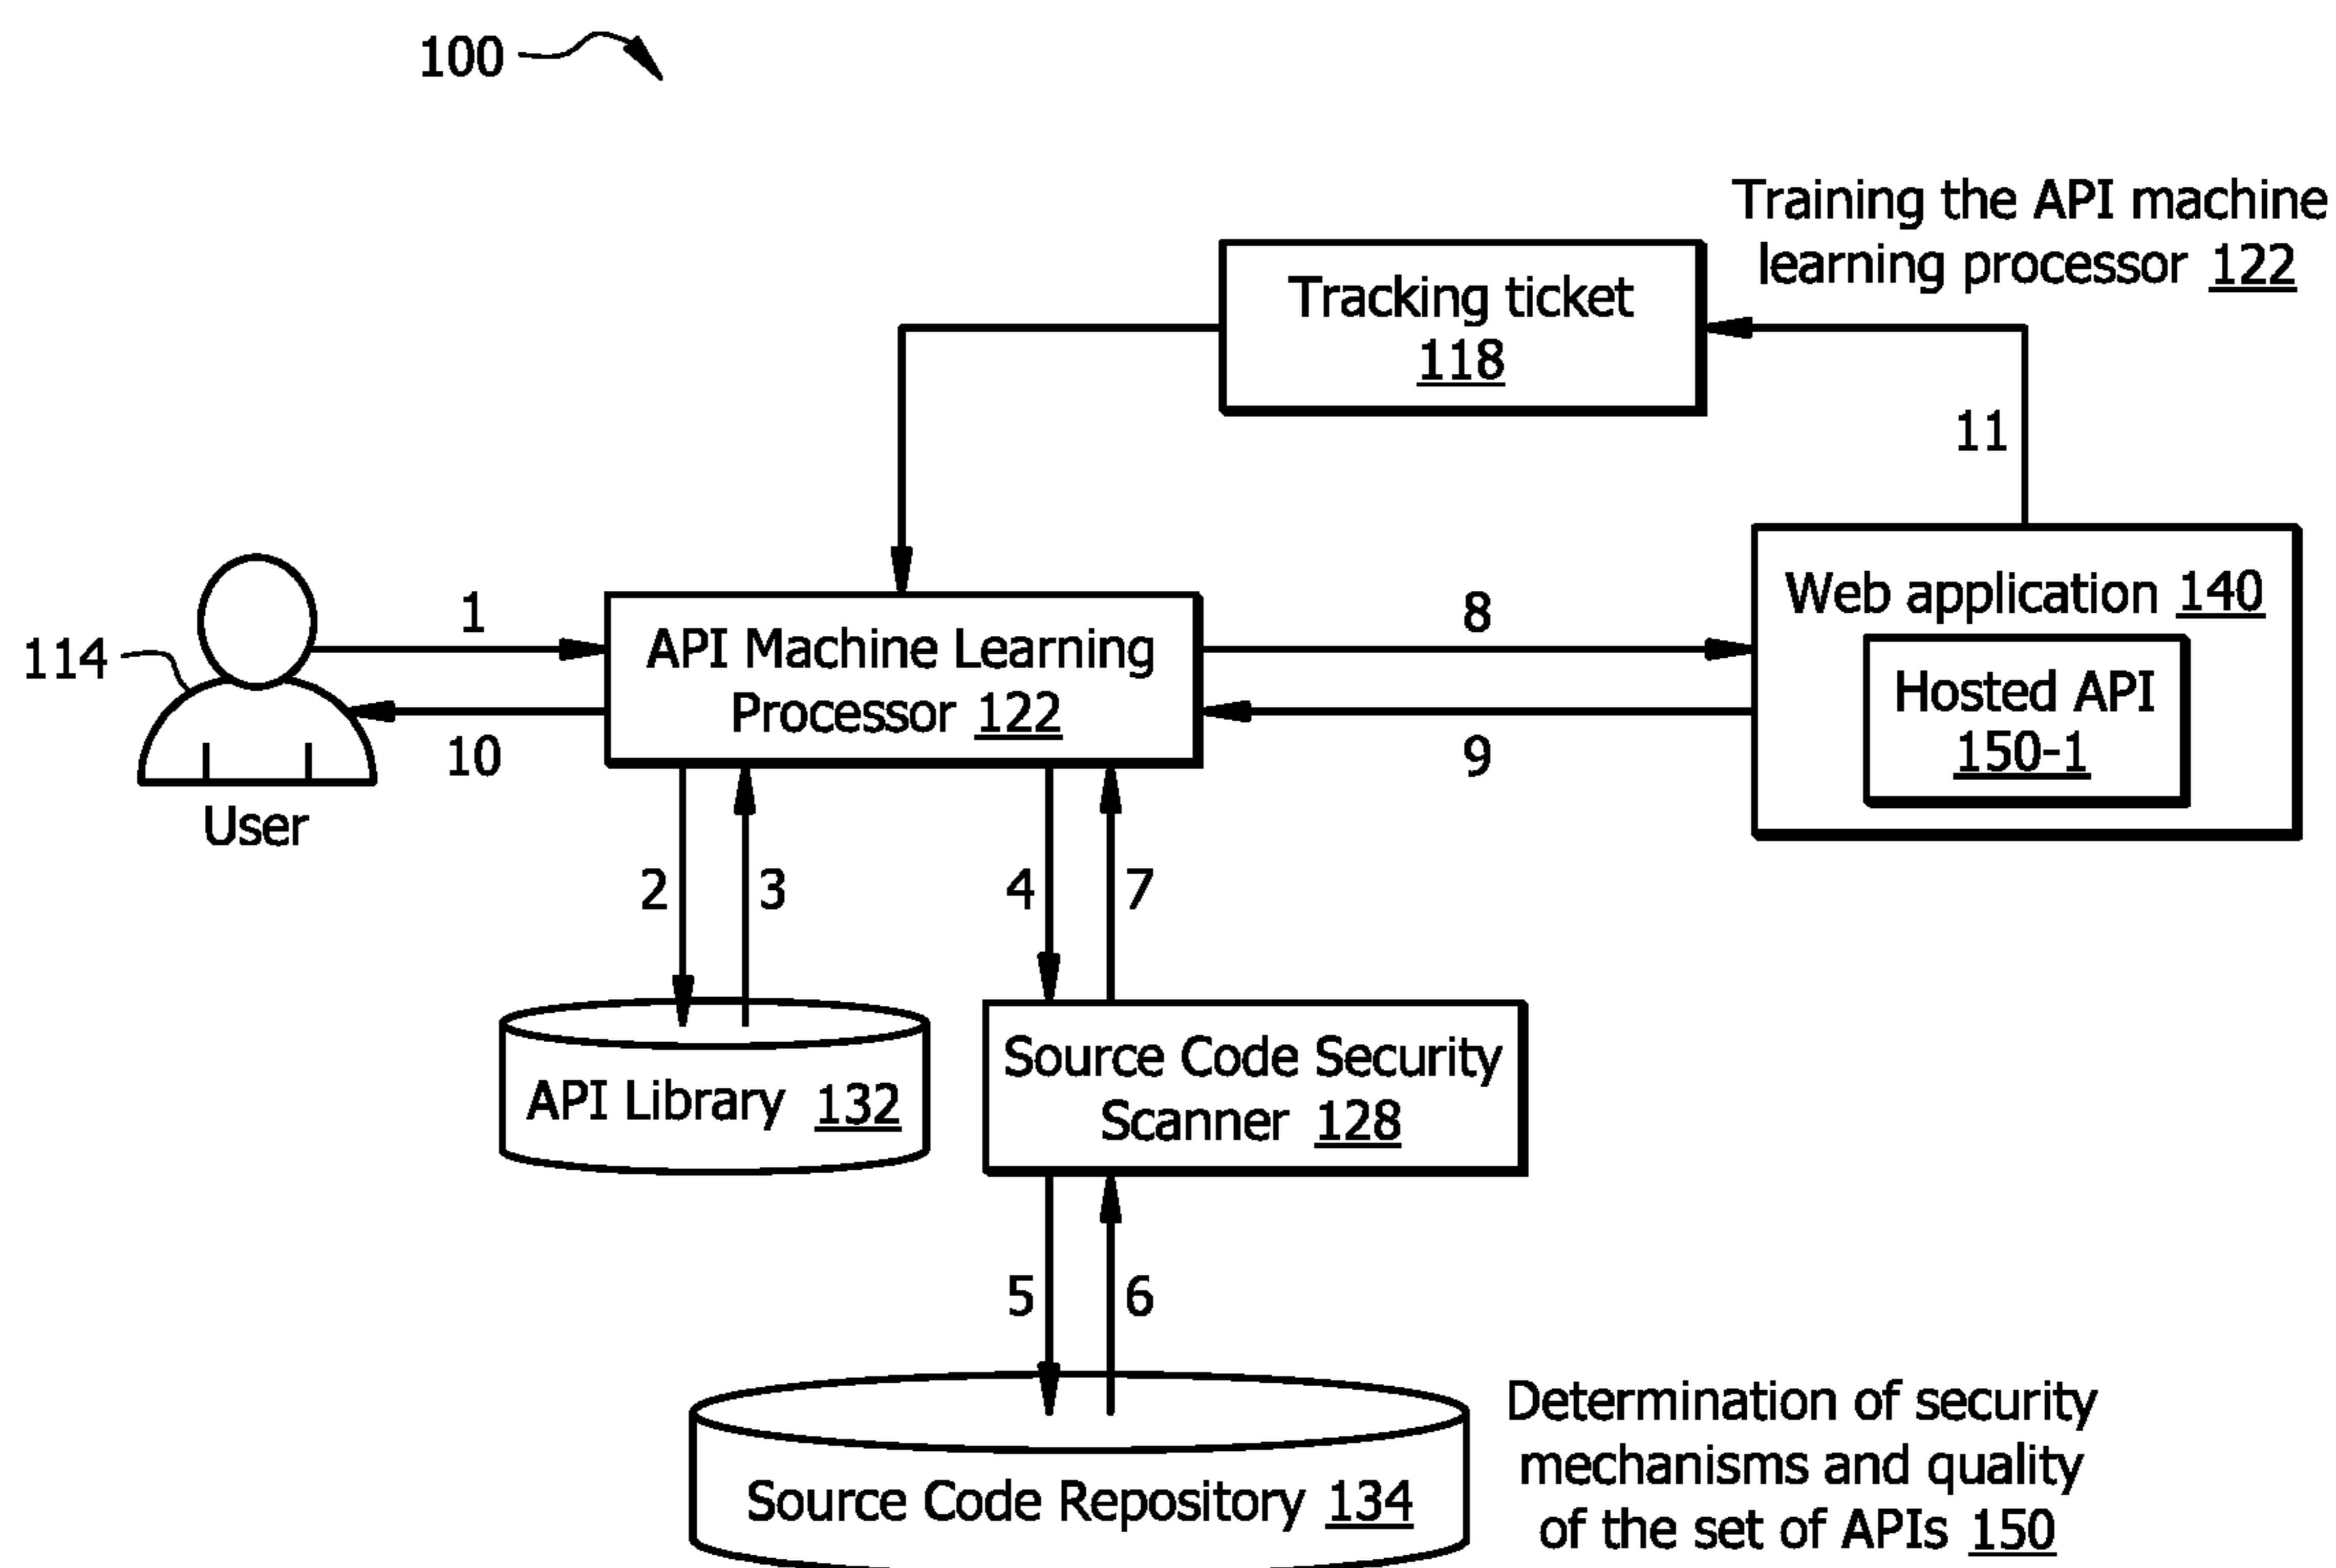 100
Training the API machine
learning processor 122
Tracking ticket
118
11
Web application 140
Hosted API
150-1
1
8
114
API Machine Learning
Processor 122
10
9
User
2
3
4
7
API Library 132
Source Code Security
Scanner 128
5
6
Source Code Repository 134
Determination of security
mechanisms and quality
of the set of APIs 150